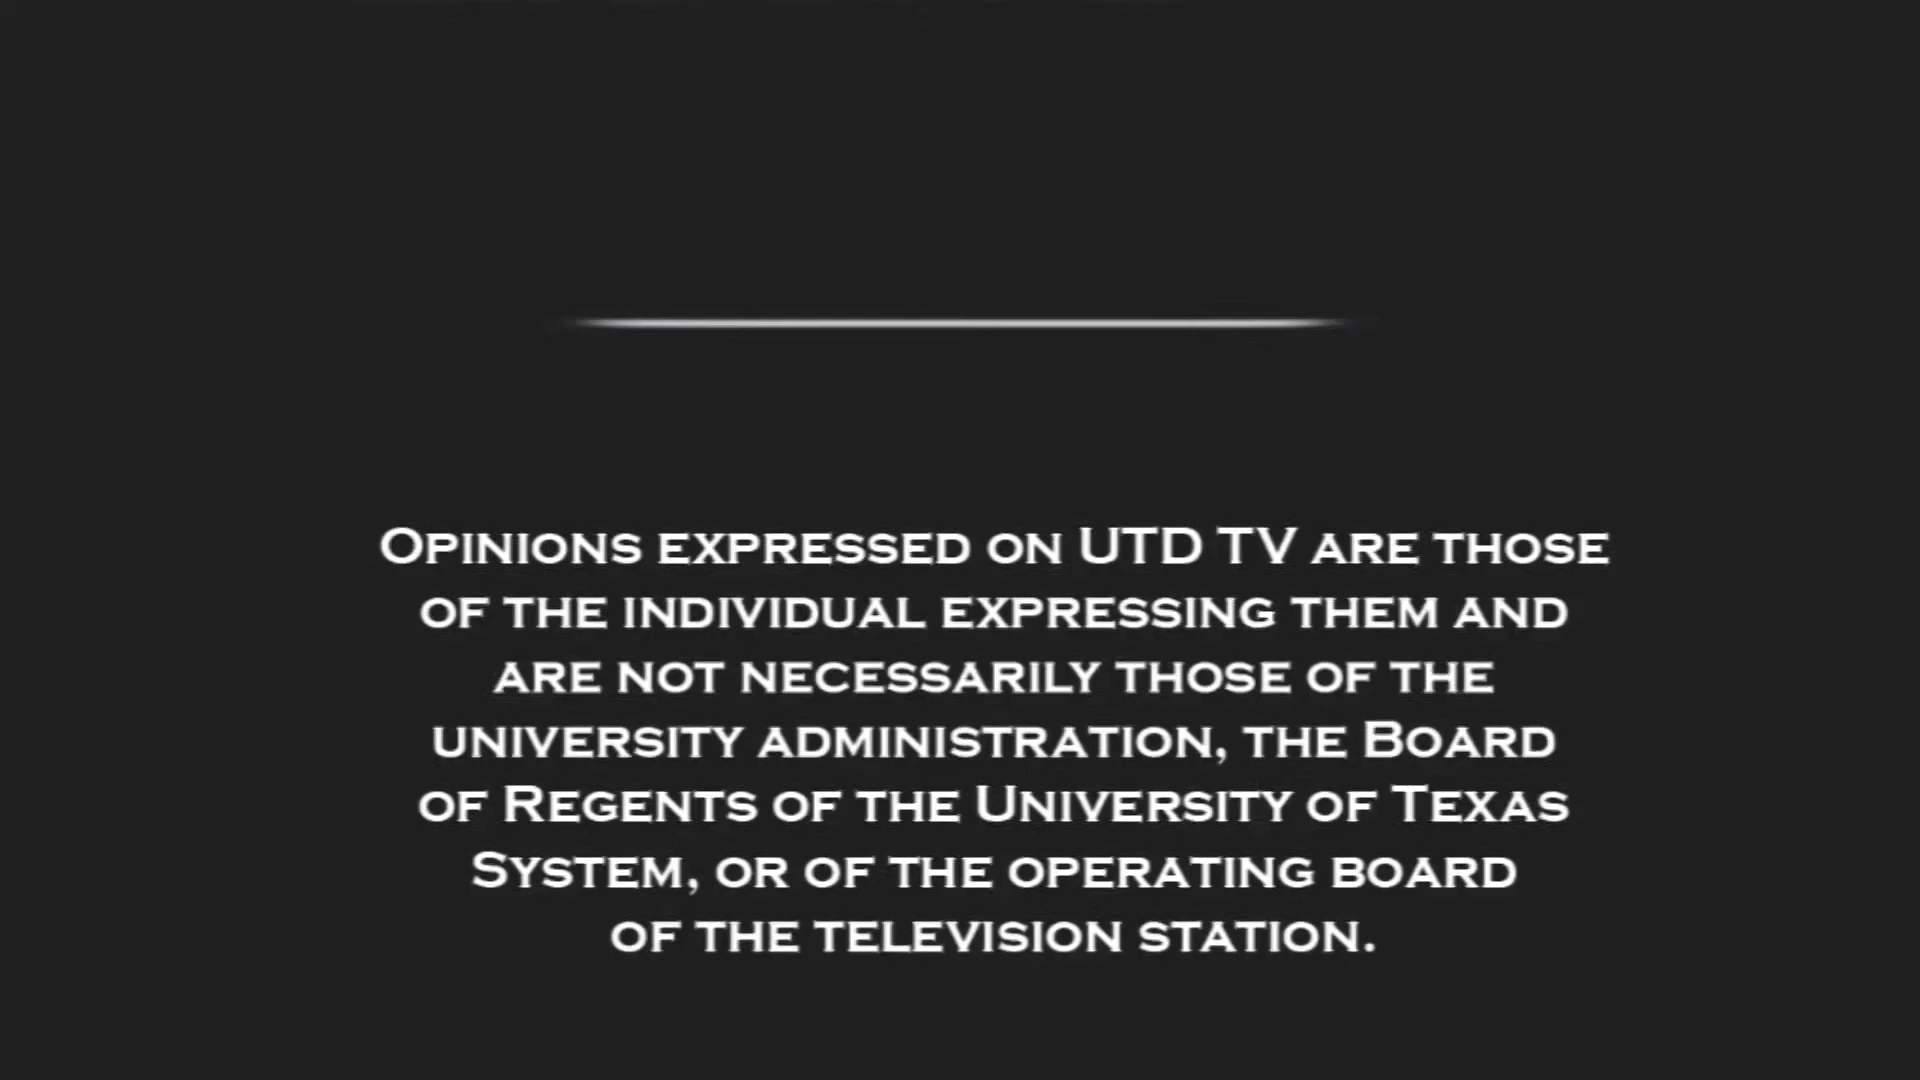 Opinions expressed on UTD TV are those
of the individual expressing them and
are not necessarily those of the
university administration, the Board
of Regents of the University of Texas
System, or of the operating board
of the television station.